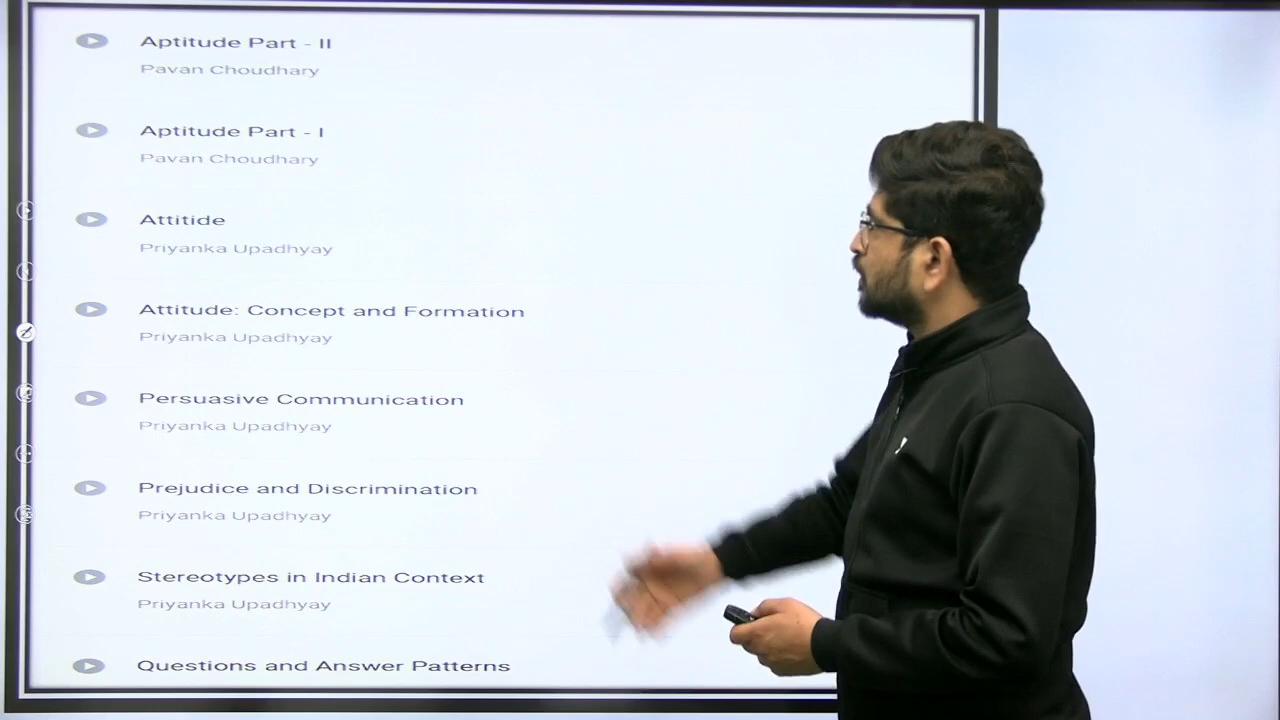 Aptitude Part - II
Pavan Choudhary
Aptitude Part - I
Pavan Choudhary
Attitide
Priyanka Upadhyay
Attitude: Concept and Formation
Priyanka Upadhyay
Persuasive Communication
Priyanka Upadhyay
Prejudice and Discrimination
Priyanka Upadhyay
Stereotypes in Indian Context
Priyanka Upadhyay
Questions and Answer Patterns